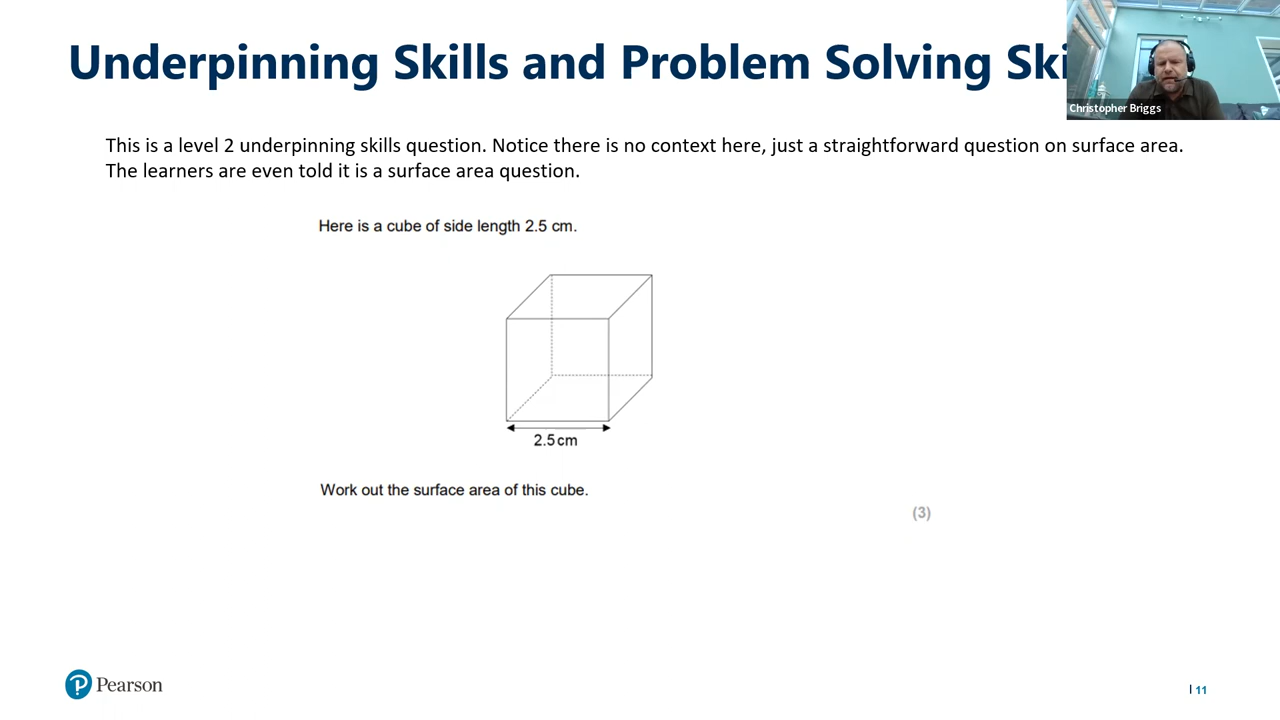 Underpinning Skills and Problem Solving Ski
Christopher Briggs
This is a level 2 underpinning skills question. Notice there is no context here, just a straightforward question on surface area.
The learners are even told it is a surface area question.
Here is a cube of side length 2.5 cm.
2.5 cm
Work out the surface area of this cube.
(3)
P Pearson
| 11